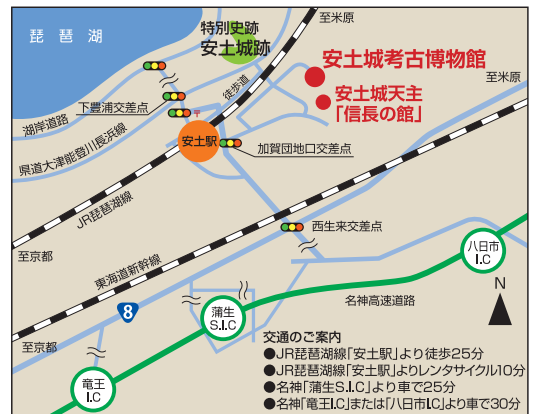 琵琶湖
特別史跡
安土城跡
至米原
安土城考古博物館
至米原
安土城天主
「信長の館」
徒歩道
下豊浦交差点
湖岸道路
県道大津能登川長浜線
〒
安土駅
加賀団地口交差点
JR琵琶湖線
西生来交差点
至京都
東海道新幹線
八日市
I.C
N
名神高速道路
8
蒲生
S.I.C
至京都
竜王
I.C
交通のご案内
●JR琵琶湖線「安土駅」より徒歩25分
●JR琵琶湖線「安土駅」よりレンタサイクル10分
●名神「蒲生S.I.C」より車で25分
●名神「竜王I.C」または「八日市I.C」より車で30分